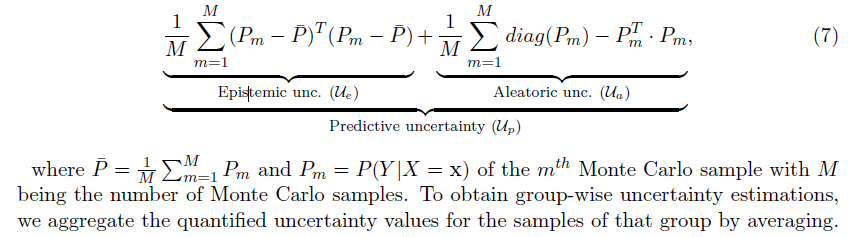 1/M ∑_{m=1}^{M} (P_m − P̄)^T (P_m − P̄) + 1/M ∑_{m=1}^{M} diag(P_m) − P_m^T · P_m, (7)
Epistemic unc. (𝒰_e) Aleatoric unc. (𝒰_a)
Predictive uncertainty (𝒰_p)
where P̄ = 1/M ∑_{m=1}^{M} P_m and P_m = P(Y|X = x) of the m^{th} Monte Carlo sample with M
being the number of Monte Carlo samples. To obtain group-wise uncertainty estimations,
we aggregate the quantified uncertainty values for the samples of that group by averaging.